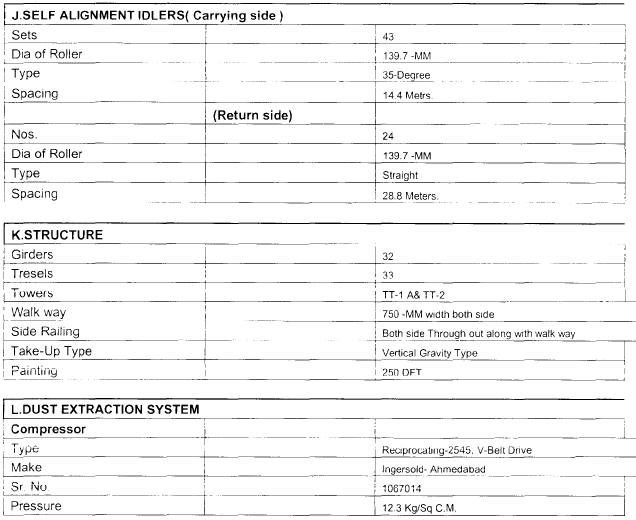 J.SELF ALIGNMENT IDLERS( Carrying side )
Sets 43
Dia of Roller 139.7 -MM
Type 35-Degree
Spacing 14.4 Metrs.
(Return side)
Nos. 24
Dia of Roller 139.7 -MM
Type Straight
Spacing 28.8 Meters.
K.STRUCTURE
Girders 32
Tresels 33
Towers TT-1 A& TT-2
Walk way 750 -MM width both side
Side Railing Both side Through out along with walk way
Take-Up Type Vertical Gravity Type
Painting 250 DFT
L.DUST EXTRACTION SYSTEM
Compressor
Type Reciprocating-2545. V-Belt Drive
Make Ingersold- Ahmedabad
Sr. No. 1067014
Pressure 12.3 Kg/Sq C.M.